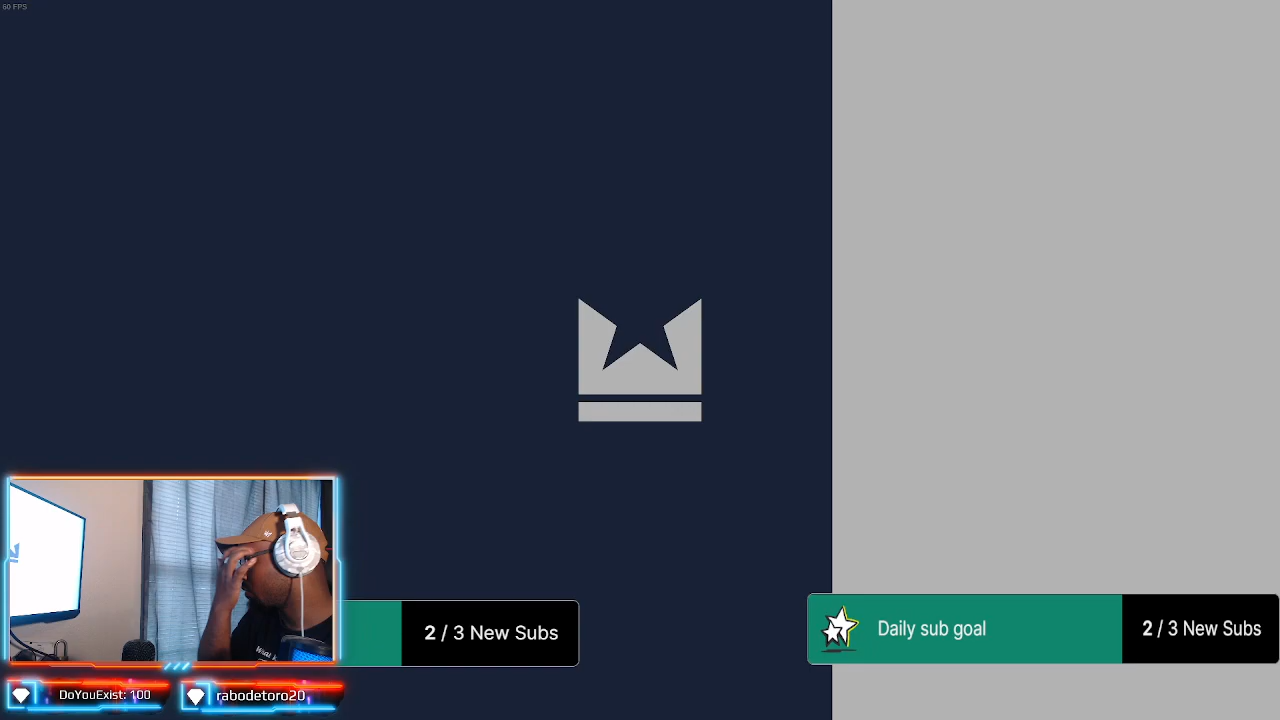 60 FPS
2 / 3 New Subs
Daily sub goal
2 / 3 New Subs
DoYouExist: 100
rabodetoro20